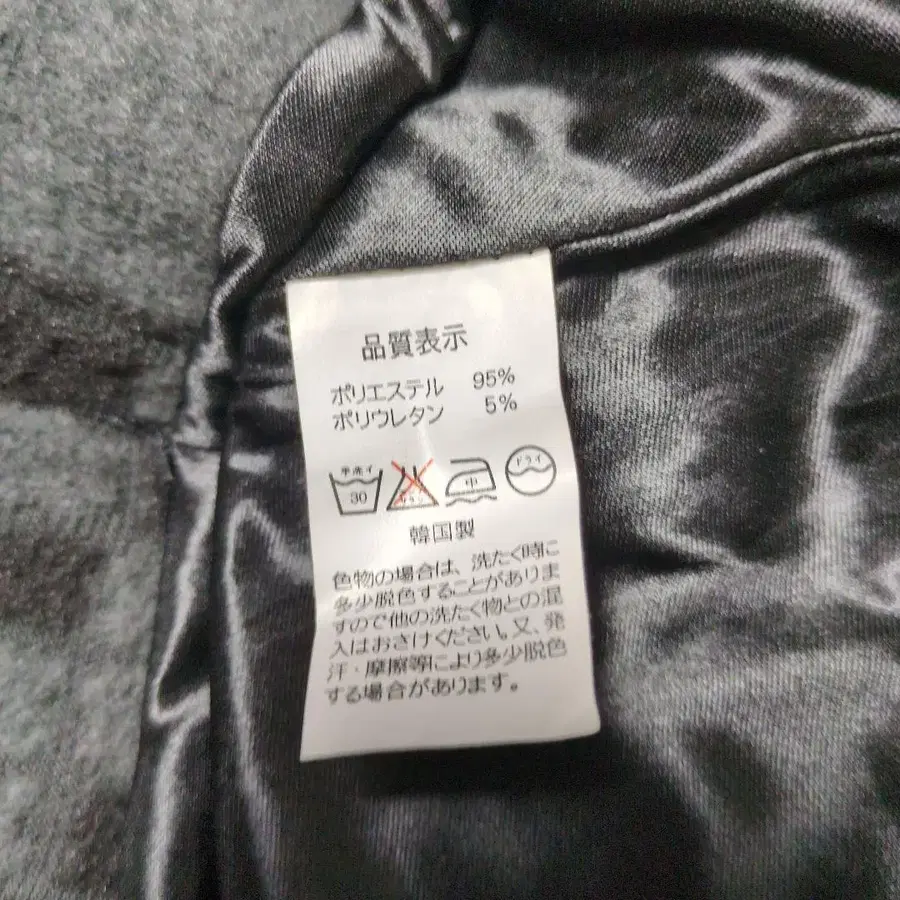 品質表示
ポリエステル 95%
ポリウレタン 5%
手洗イ 30 中 ドライ
韓国製
色物の場合は、洗たく時に
多少脱色することがありま
すので他の洗たく物との混
入はおさけください。又、発
汗・摩擦等により多少脱色
する場合があります。